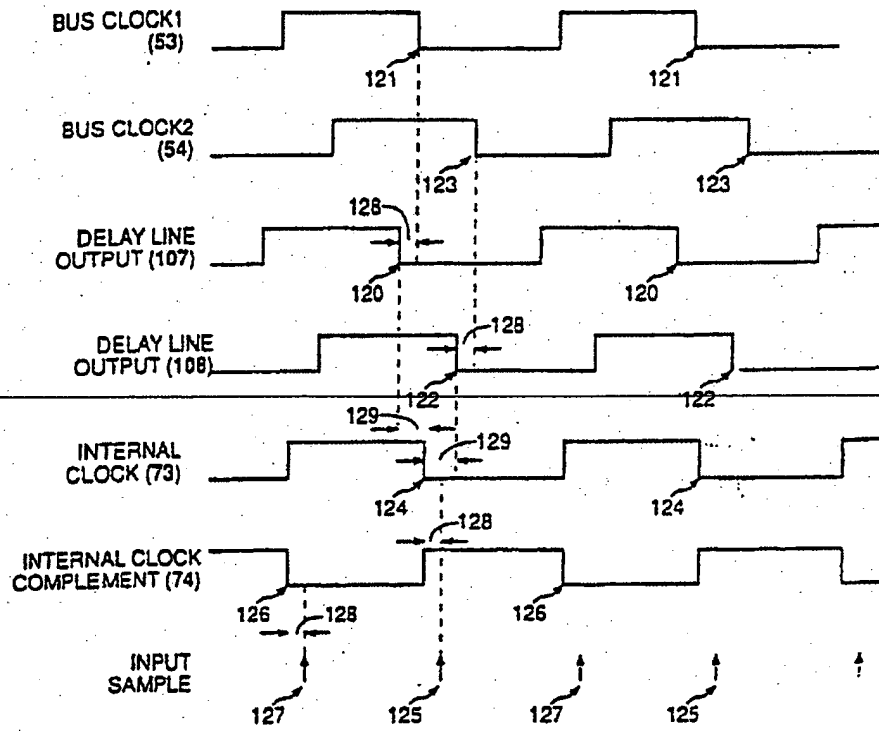 BUS CLOCK1
(53)
121
121
BUS CLOCK2
(54)
123
123
128
DELAY LINE
OUTPUT (107)
120
120
128
DELAY LINE
OUTPUT (108)
122
122
129
129
INTERNAL
CLOCK (73)
124
124
128
INTERNAL CLOCK
COMPLEMENT (74)
126
128
126
INPUT
SAMPLE
127
125
127
125